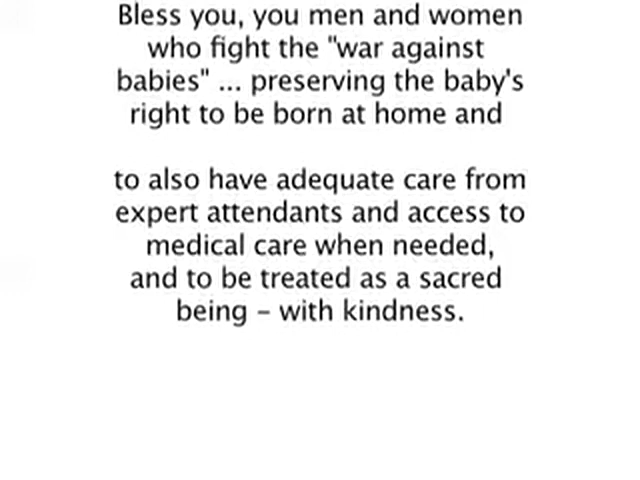 Bless you, you men and women
who fight the "war against
babies" ... preserving the baby's
right to be born at home and
to also have adequate care from
expert attendants and access to
medical care when needed,
and to be treated as a sacred
being – with kindness.